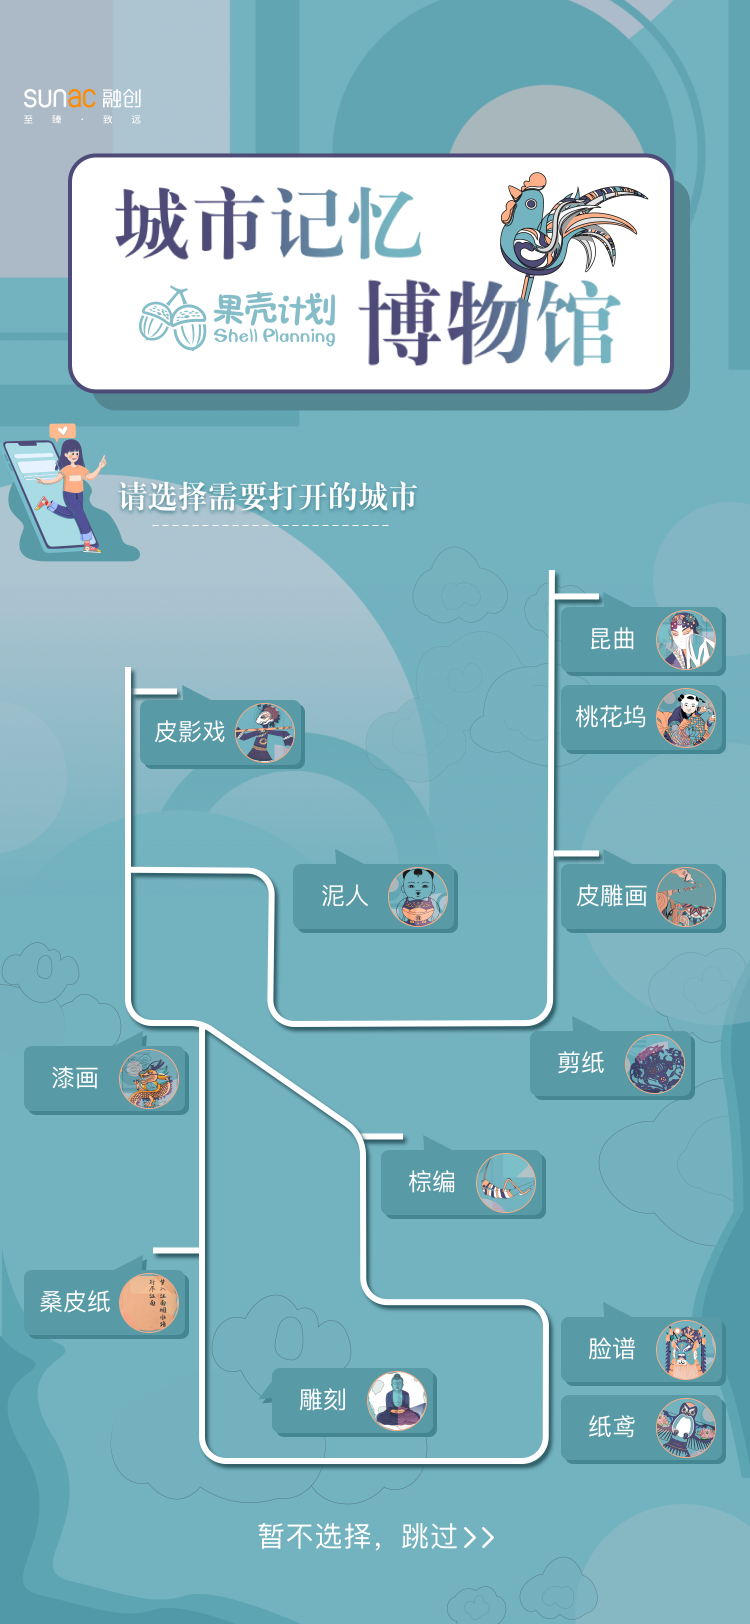 sunac 融创
至 臻 · 致 远
城市记忆
果壳计划
Shell Planning
博物馆
请选择需要打开的城市
昆曲
桃花坞
皮影戏
泥人
皮雕画
漆画
剪纸
棕编
桑皮纸
脸谱
雕刻
纸鸢
暂不选择，跳过>>